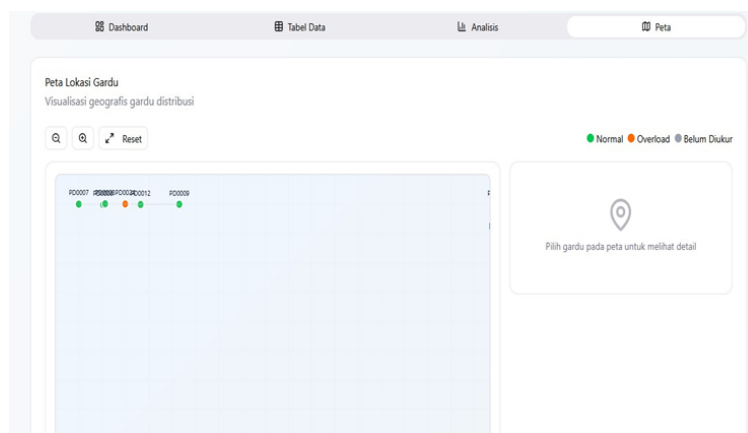 Dashboard
Tabel Data
Analisis
Peta
Peta Lokasi Gardu
Visualisasi geografis gardu distribusi
Reset
Normal
Overload
Belum Diukur
PD0007
PD0012
PD0009
Pilih gardu pada peta untuk melihat detail